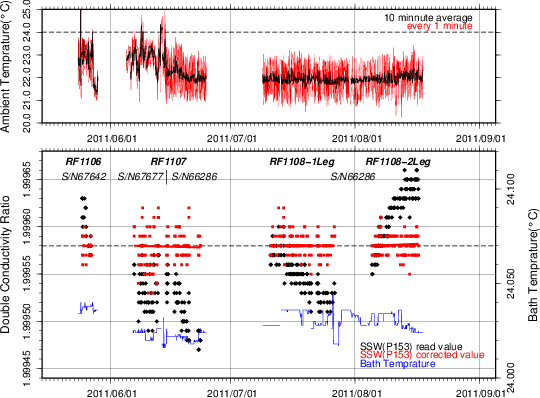 Ambient Temprature(°C)
20.0 21.0 22.0 23.0 24.0 25.0
10 minnute average
every 1 minute
2011/06/01 2011/07/01 2011/08/01 2011/09/01
RF1106 RF1107 RF1108-1Leg RF1108-2Leg
S/N67642 S/N67677 S/N66286 S/N66286
Double Conductivity Ratio
1.99945 1.99950 1.99955 1.99960 1.99965
24.100
24.050
24.000
Bath Temprature(°C)
SSW(P153) read value
SSW(P153) corrected value
Bath Temprature
2011/06/01 2011/07/01 2011/08/01 2011/09/01